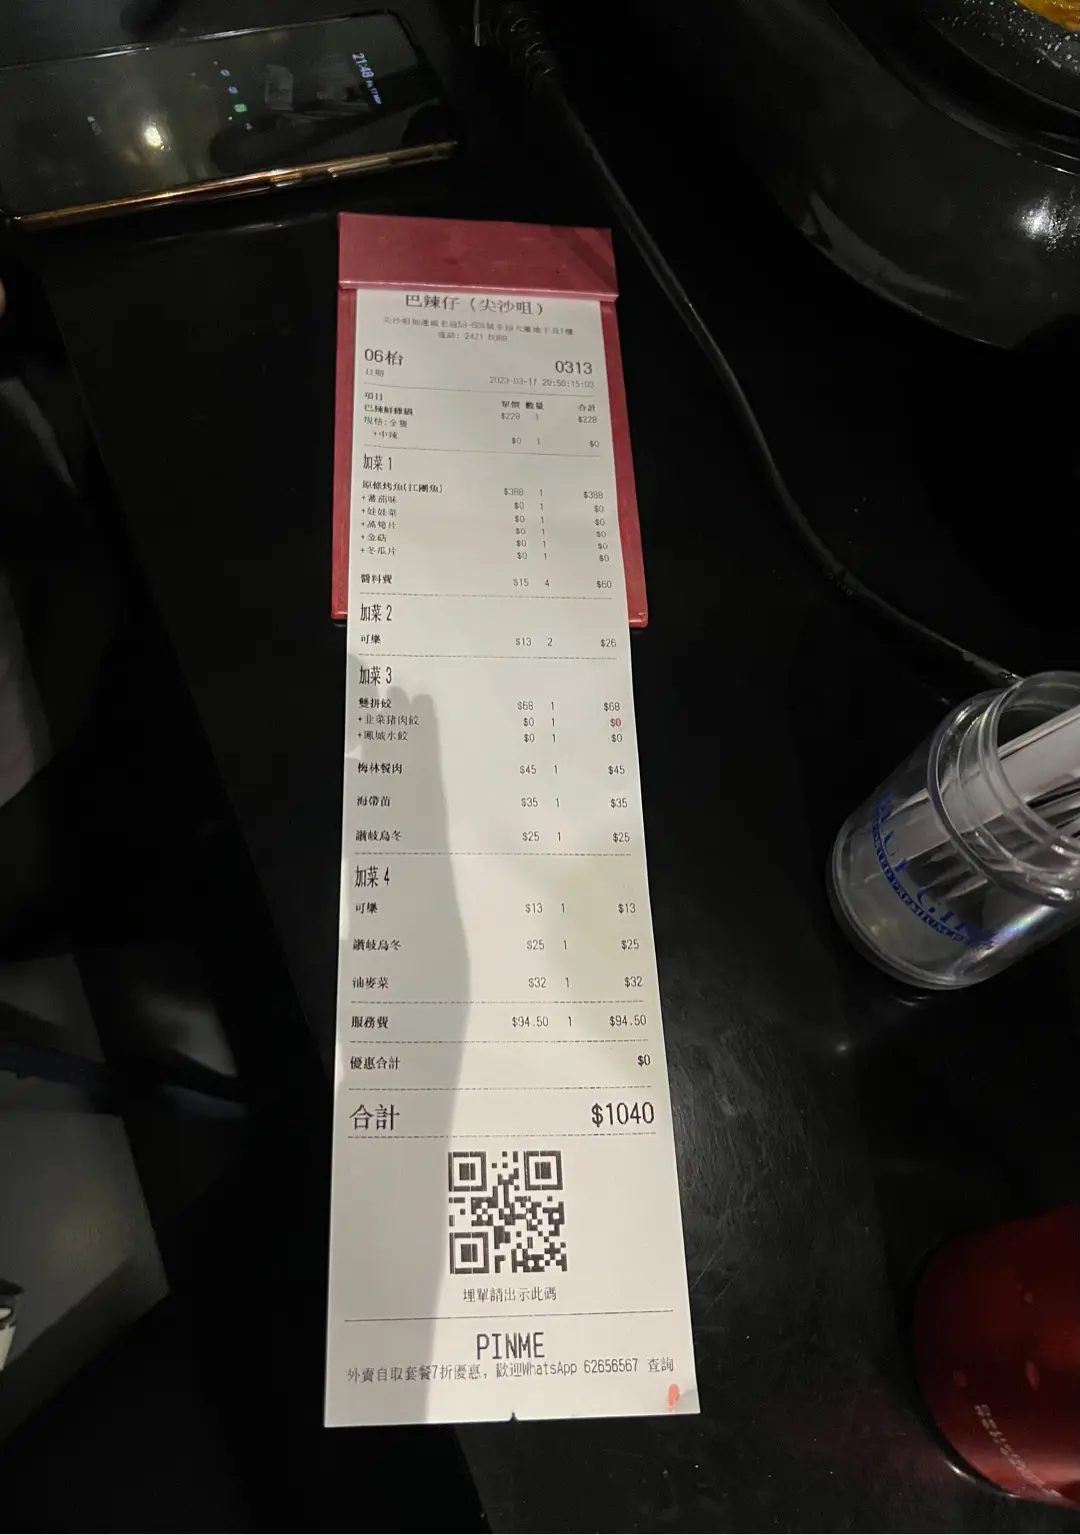 21:48
巴辣仔（尖沙咀）
06枱 0313
日期 2023-03-17 20:50:15:03
項目 單價 數量 合計
巴辣鮮雞鍋 $228 1 $228
規格:全隻
+中辣 $0 1 $0
加菜 1
原條烤魚(江團魚) $388 1 $388
+蕃茄味 $0 1 $0
+娃娃菜 $0 1 $0
+萵筍片 $0 1 $0
+金菇 $0 1 $0
+冬瓜片 $0 1 $0
醬料費 $15 4 $60
加菜 2
可樂 $13 2 $26
加菜 3
雙拼餃 $68 1 $68
+韭菜豬肉餃 $0 1 $0
+鳳城水餃 $0 1 $0
梅林餐肉 $45 1 $45
海帶苗 $35 1 $35
讚岐烏冬 $25 1 $25
加菜 4
可樂 $13 1 $13
讚岐烏冬 $25 1 $25
油麥菜 $32 1 $32
服務費 $94.50 1 $94.50
優惠合計 $0
合計 $1040
埋單請出示此碼
PINME
外賣自取套餐7折優惠，歡迎WhatsApp 62656567 查詢